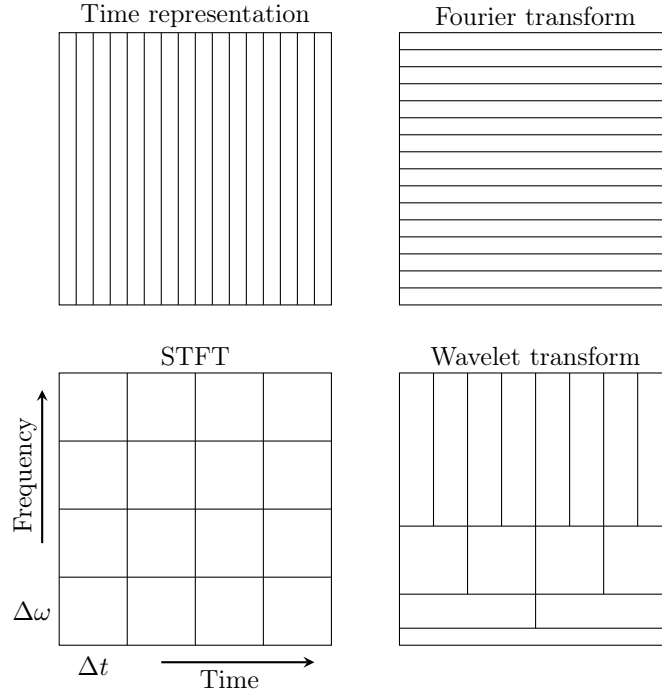 Time representation
Fourier transform
STFT
Wavelet transform
Frequency
Δω
Δt
Time